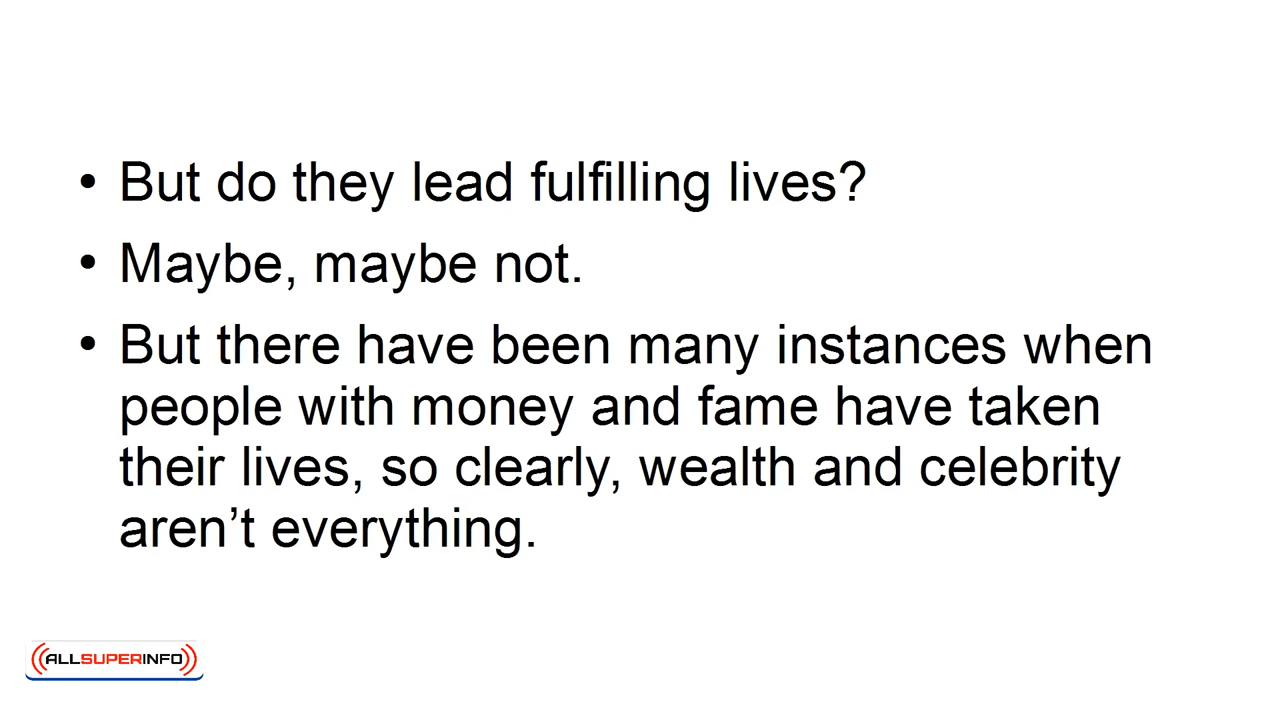 • But do they lead fulfilling lives?
• Maybe, maybe not.
• But there have been many instances when
people with money and fame have taken
their lives, so clearly, wealth and celebrity
aren’t everything.
ALLSUPERINFO